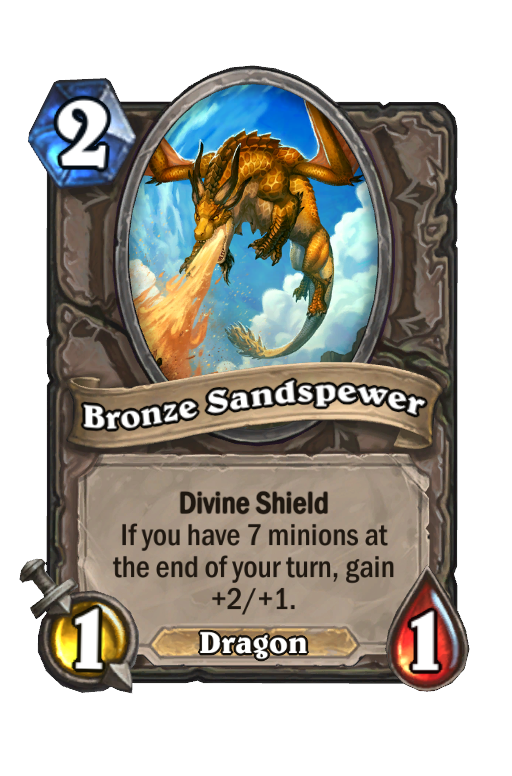 2
Bronze Sandspewer
Divine Shield
If you have 7 minions at
the end of your turn, gain
+2/+1.
1
Dragon
1